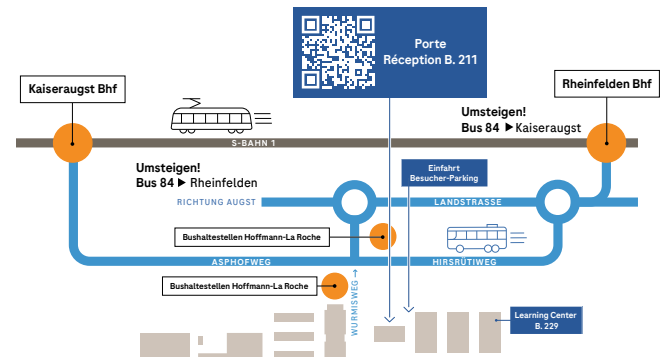 Porte
Réception B. 211
Kaiseraugst Bhf
Rheinfelden Bhf
Umsteigen!
Bus 84 ▶ Kaiseraugst
S-BAHN 1
Umsteigen!
Bus 84 ▶ Rheinfelden
Einfahrt
Besucher-Parking
RICHTUNG AUGST
LANDSTRASSE
Bushaltestellen Hoffmann-La Roche
ASPHOFWEG
HIRSRÜTIWEG
Bushaltestellen Hoffmann-La Roche
WURMISWEG →
Learning Center
B. 229